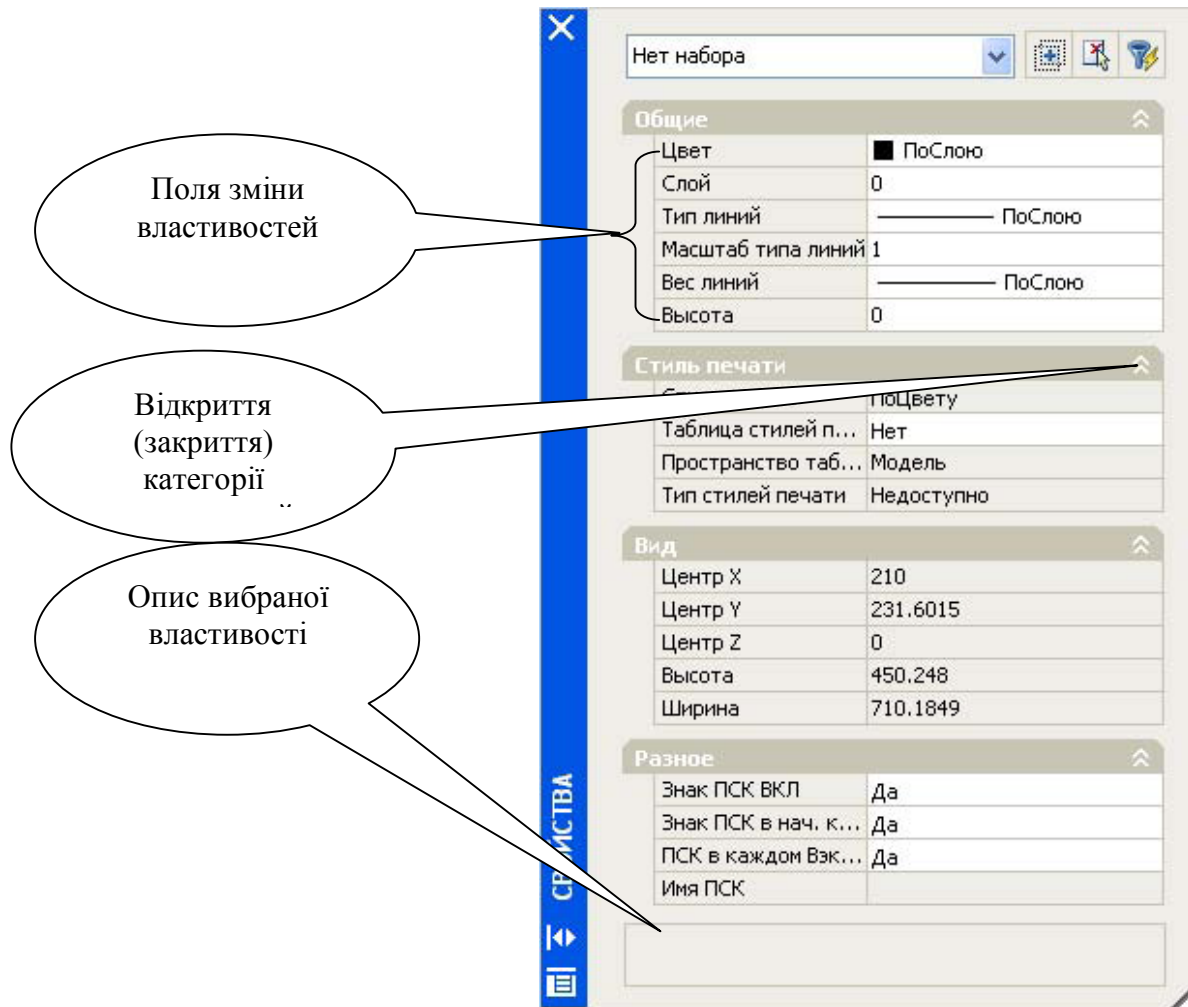 Нет набора
Общие
Цвет ПоСлою
Слой 0
Тип линий ПоСлою
Масштаб типа линий 1
Вес линий ПоСлою
Высота 0
Стиль печати
ПоЦвету
Таблица стилей п... Нет
Пространство таб... Модель
Тип стилей печати Недоступно
Вид
Центр X 210
Центр Y 231.6015
Центр Z 0
Высота 450.248
Ширина 710.1849
Разное
Знак ПСК ВКЛ Да
Знак ПСК в нач. к... Да
ПСК в каждом Вэк... Да
Имя ПСК
Поля зміни
властивостей
Відкриття
(закриття)
категорії
Опис вибраної
властивості